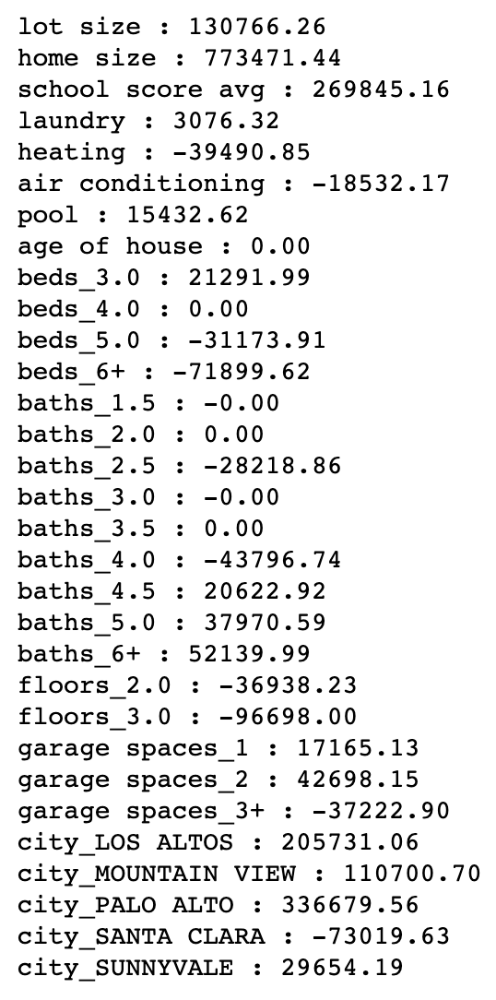 lot size : 130766.26
home size : 773471.44
school score avg : 269845.16
laundry : 3076.32
heating : -39490.85
air conditioning : -18532.17
pool : 15432.62
age of house : 0.00
beds_3.0 : 21291.99
beds_4.0 : 0.00
beds_5.0 : -31173.91
beds_6+ : -71899.62
baths_1.5 : -0.00
baths_2.0 : 0.00
baths_2.5 : -28218.86
baths_3.0 : -0.00
baths_3.5 : 0.00
baths_4.0 : -43796.74
baths_4.5 : 20622.92
baths_5.0 : 37970.59
baths_6+ : 52139.99
floors_2.0 : -36938.23
floors_3.0 : -96698.00
garage spaces_1 : 17165.13
garage spaces_2 : 42698.15
garage spaces_3+ : -37222.90
city_LOS ALTOS : 205731.06
city_MOUNTAIN VIEW : 110700.70
city_PALO ALTO : 336679.56
city_SANTA CLARA : -73019.63
city_SUNNYVALE : 29654.19